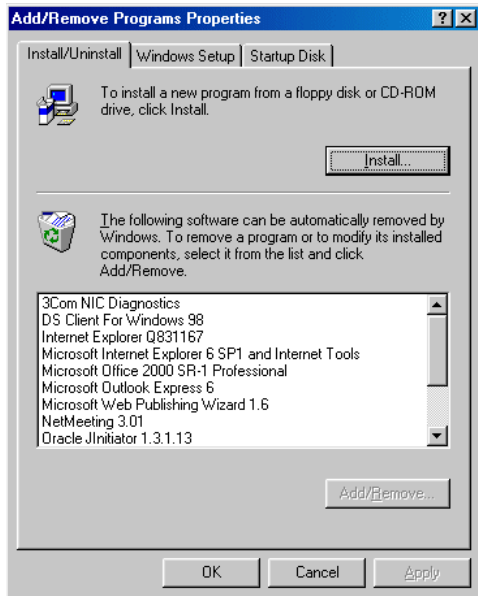 Add/Remove Programs Properties
Install/Uninstall Windows Setup Startup Disk
To install a new program from a floppy disk or CD-ROM
drive, click Install.
Install...
The following software can be automatically removed by
Windows. To remove a program or to modify its installed
components, select it from the list and click
Add/Remove.
3Com NIC Diagnostics
DS Client For Windows 98
Internet Explorer Q831167
Microsoft Internet Explorer 6 SP1 and Internet Tools
Microsoft Office 2000 SR-1 Professional
Microsoft Outlook Express 6
Microsoft Web Publishing Wizard 1.6
NetMeeting 3.01
Oracle JInitiator 1.3.1.13
Add/Remove...
OK Cancel Apply